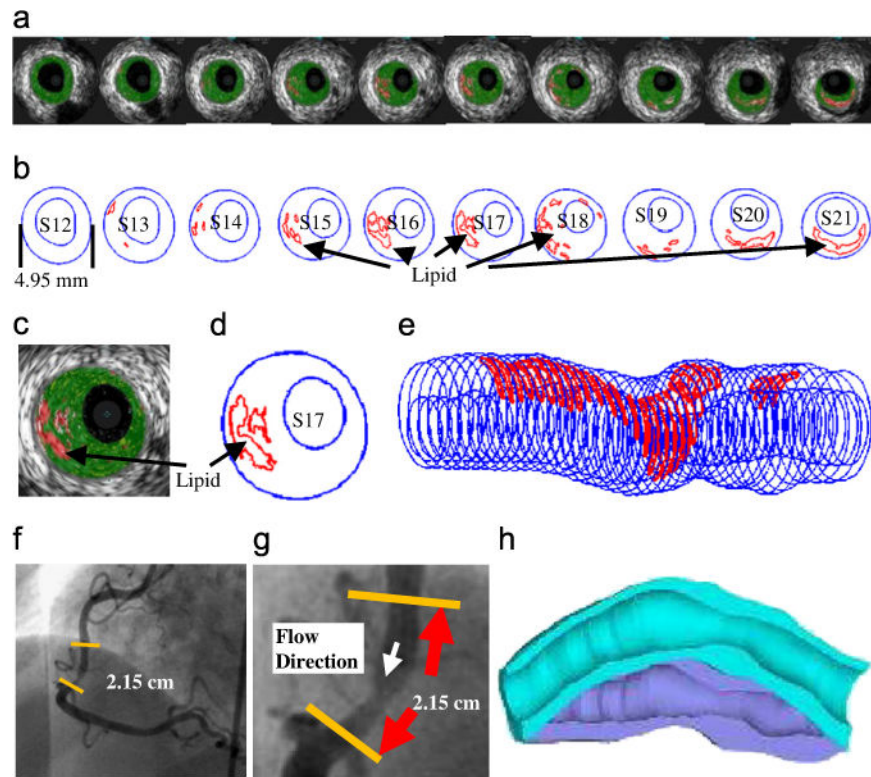 a
b
S12
S13
S14
S15
S16
S17
S18
S19
S20
S21
4.95 mm
Lipid
c
d
e
S17
Lipid
f
g
h
2.15 cm
Flow
Direction
2.15 cm